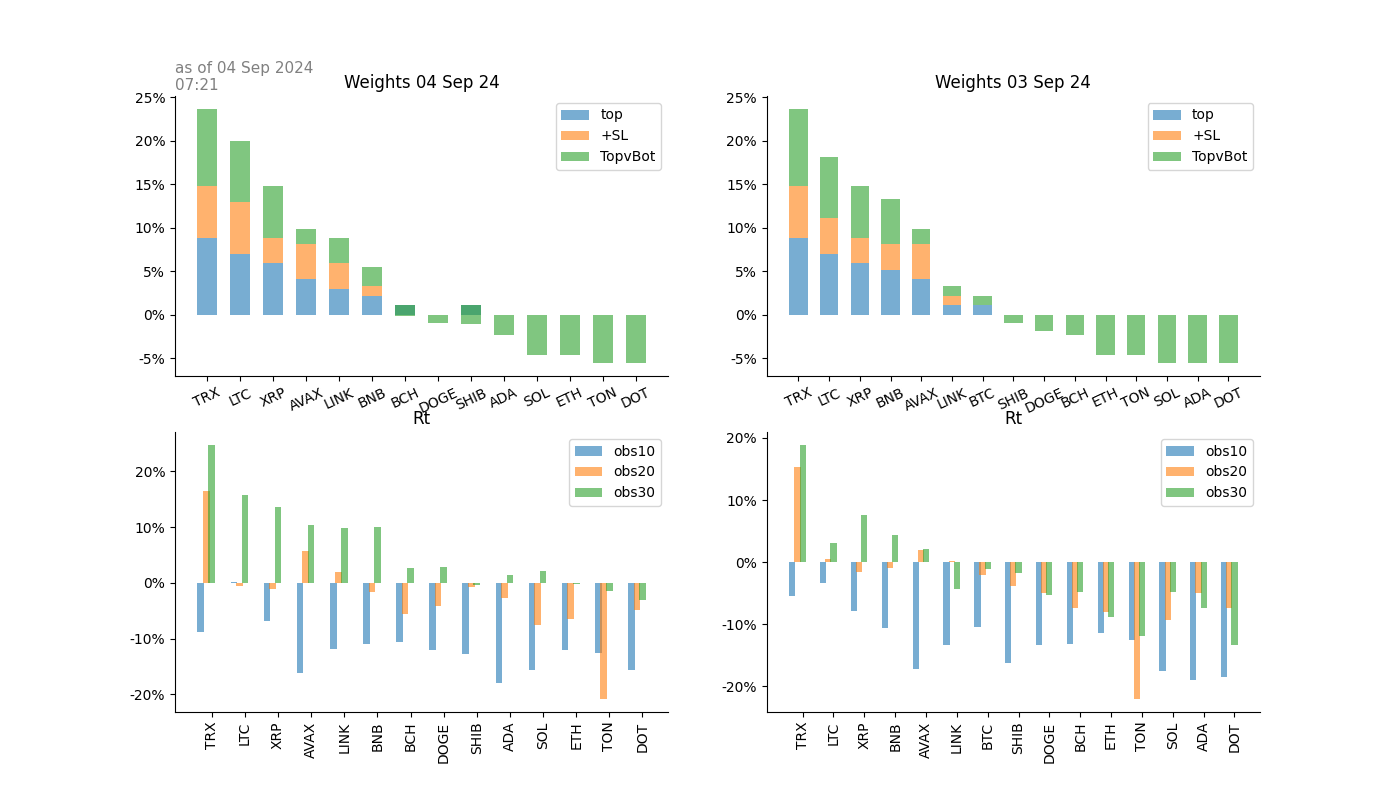 as of 04 Sep 2024
07:21
Weights 04 Sep 24
25%
20%
15%
10%
5%
0%
-5%
top
+SL
TopvBot
TRX LTC XRP AVAX LINK BNB BCH DOGE SHIB ADA SOL ETH TON DOT
Weights 03 Sep 24
25%
20%
15%
10%
5%
0%
-5%
top
+SL
TopvBot
TRX LTC XRP BNB AVAX LINK BTC SHIB DOGE BCH ETH TON SOL ADA DOT
Rt
20%
10%
0%
-10%
-20%
obs10
obs20
obs30
TRX LTC XRP AVAX LINK BNB BCH DOGE SHIB ADA SOL ETH TON DOT
Rt
20%
10%
0%
-10%
-20%
obs10
obs20
obs30
TRX LTC XRP BNB AVAX LINK BTC SHIB DOGE BCH ETH TON SOL ADA DOT